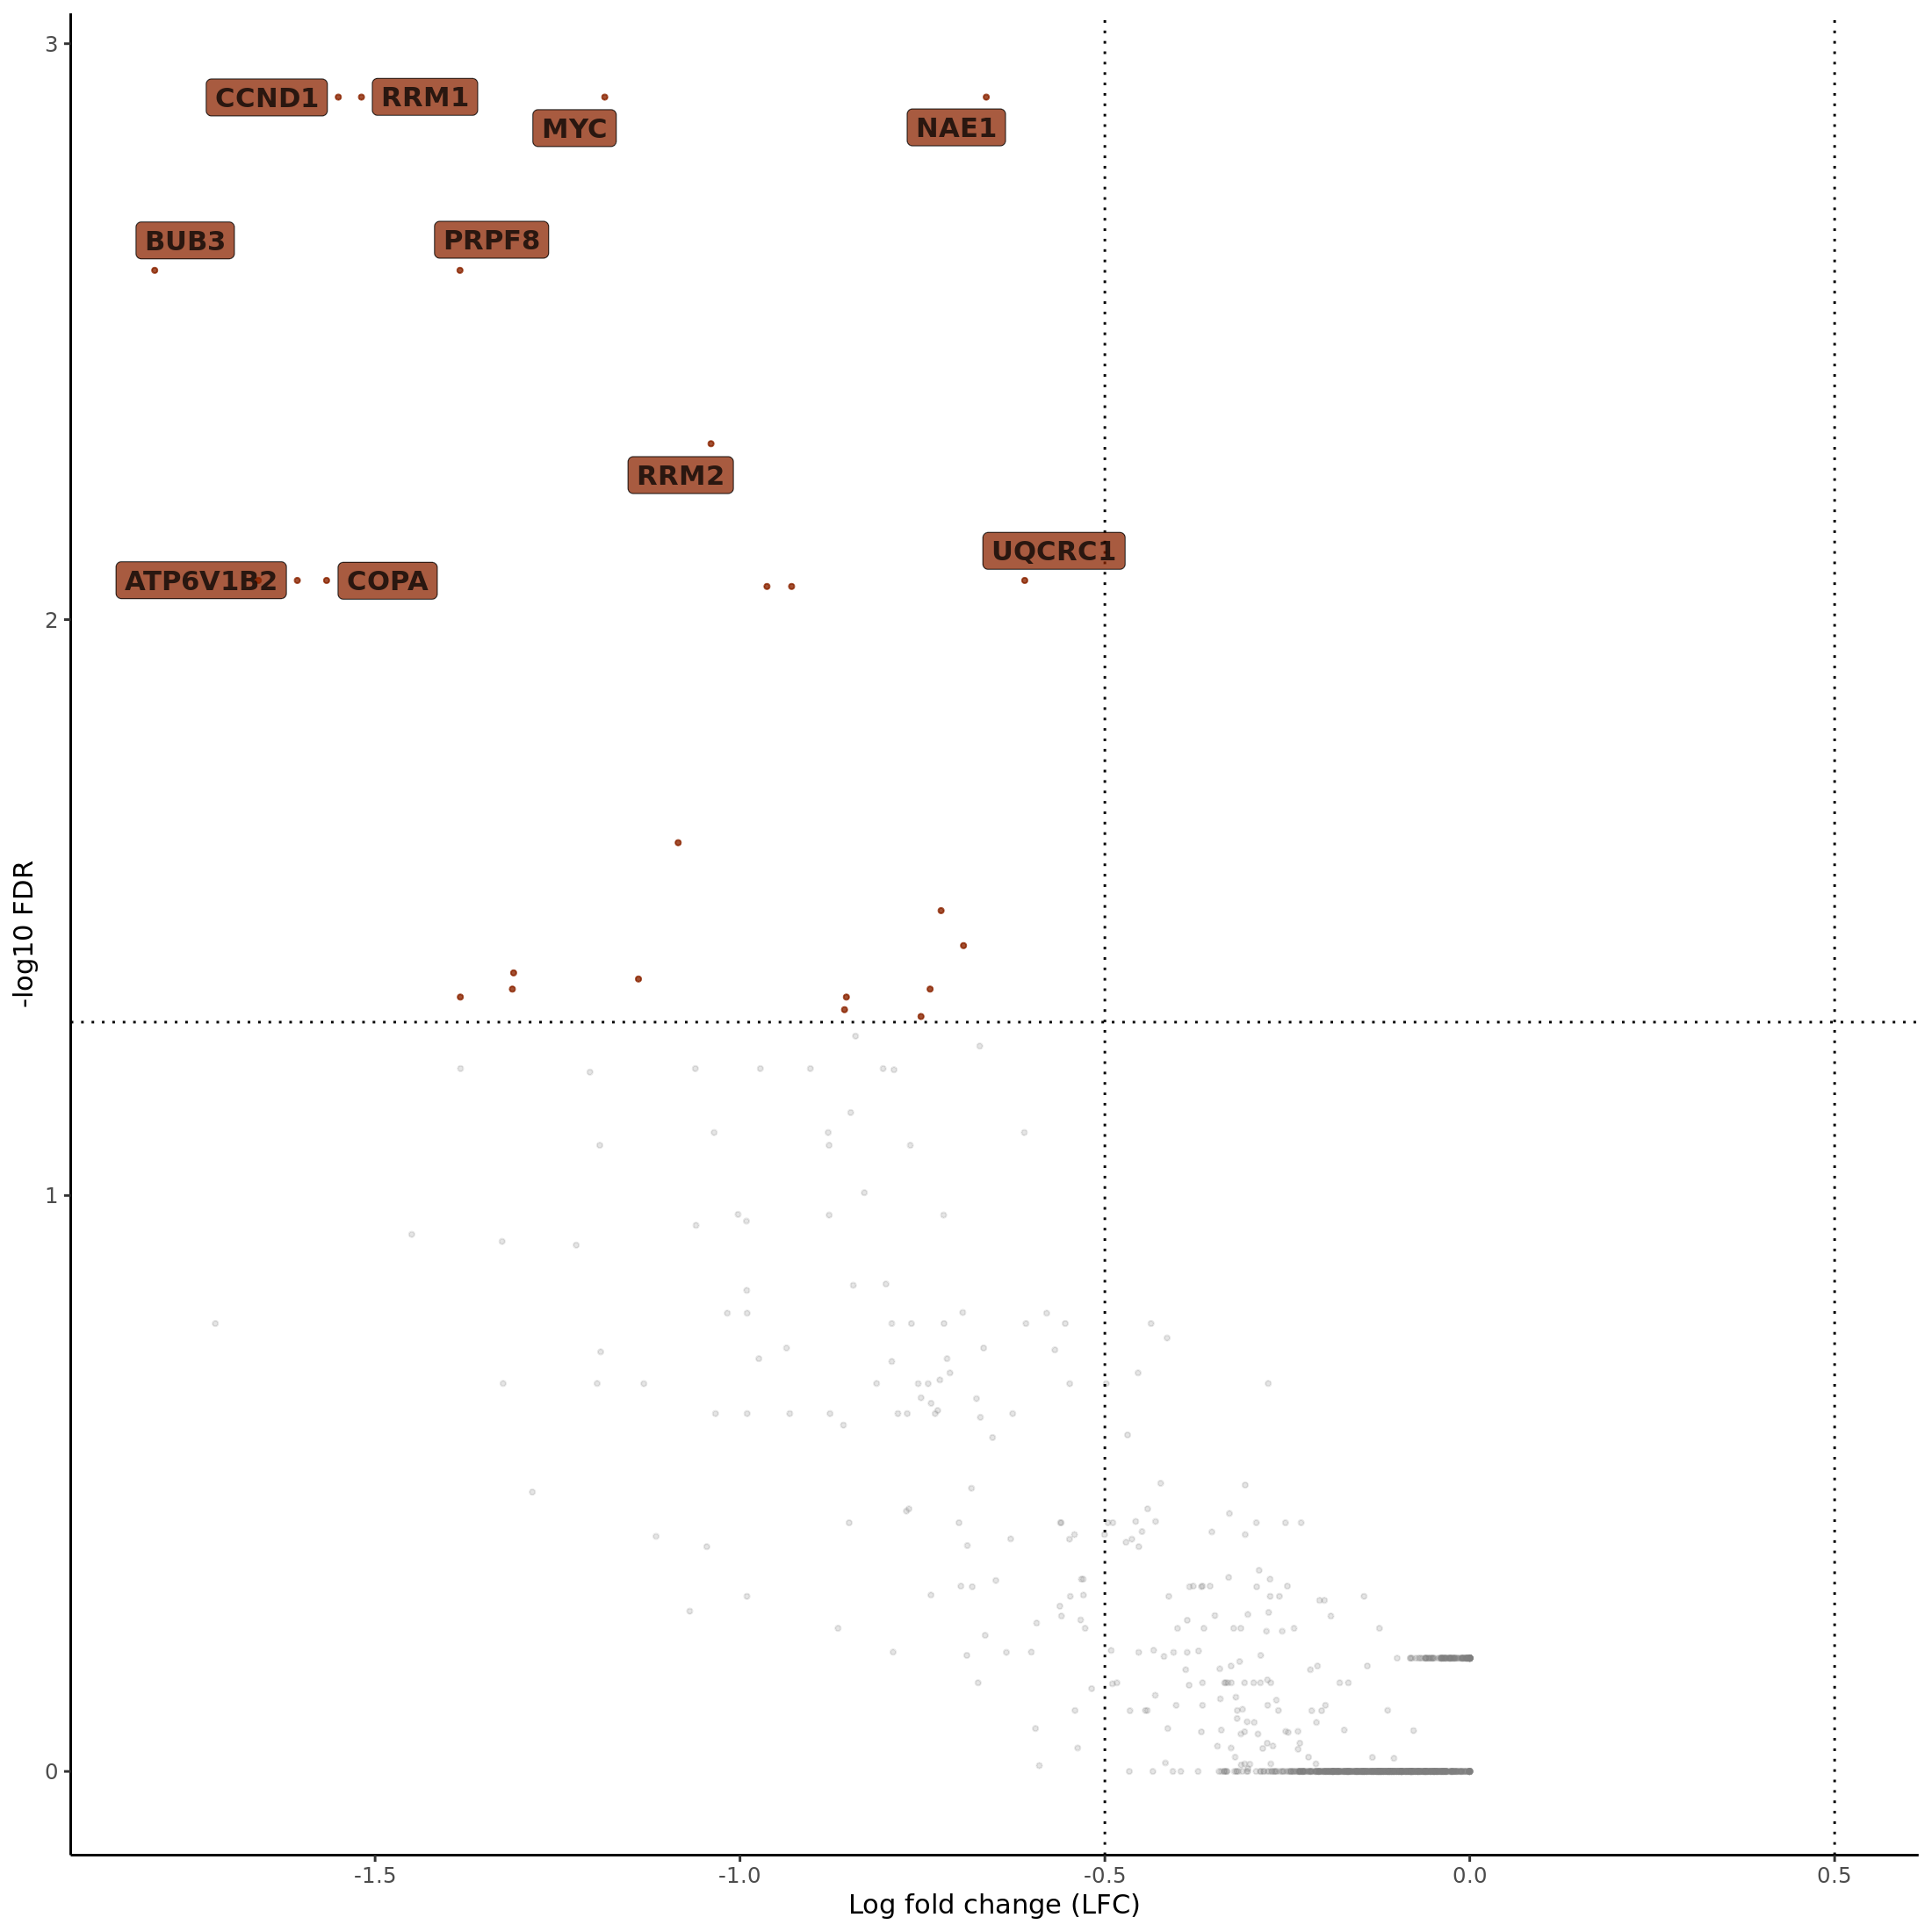 3
CCND1
RRM1
MYC
NAE1
BUB3
PRPF8
RRM2
UQCRC1
ATP6V1B2
COPA
2
-log10 FDR
1
0
-1.5
-1.0
-0.5
0.0
0.5
Log fold change (LFC)